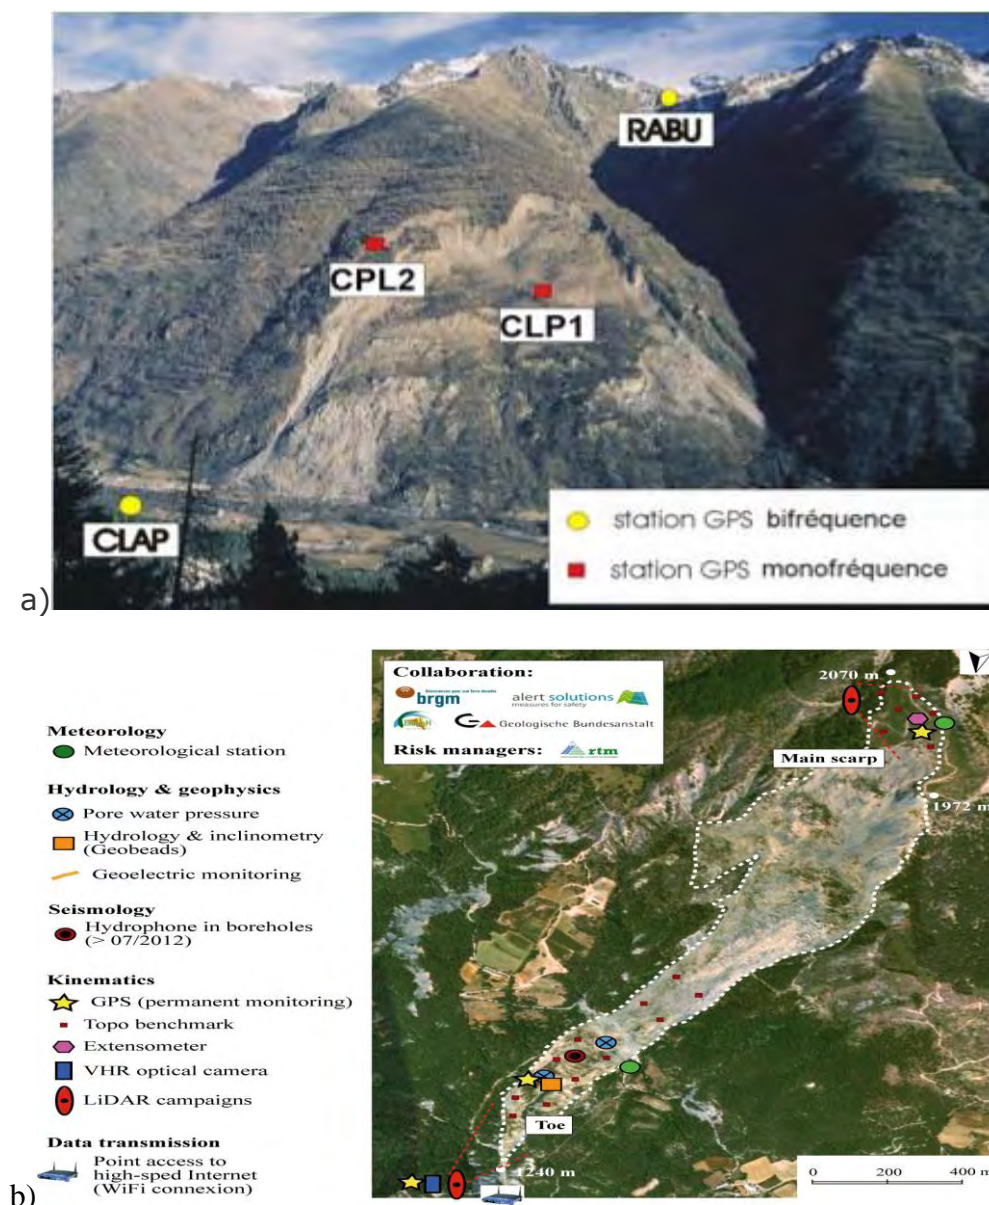 RABU
CPL2
CLP1
CLAP
station GPS bifréquence
station GPS monofréquence
a)
Meteorology
Meteorological station
Hydrology & geophysics
Pore water pressure
Hydrology & inclinometry
(Geobeads)
Geoelectric monitoring
Seismology
Hydrophone in boreholes
(> 07/2012)
Kinematics
GPS (permanent monitoring)
Topo benchmark
Extensometer
VHR optical camera
LiDAR campaigns
Data transmission
Point access to
high-sped Internet
(WiFi connexion)
b)
Collaboration:
brgm
alert solutions
measures for safety
Geologische Bundesanstalt
Risk managers:
rtm
2070 m
Main scarp
1972 m
Toe
1240 m
0 200 400 m